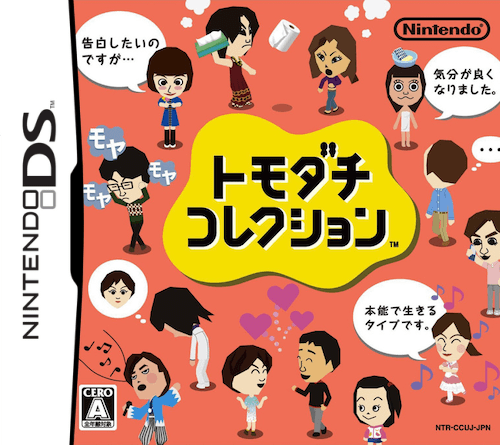 告白したいの
ですが…
Nintendo®
気分が良く
なりました。
NINTENDO DS™
モヤ
モヤ
モヤ
…
トモダチ
コレクション™
本能で生きる
タイプです。
CERO
A
全年齢対象
NTR-CCUJ-JPN